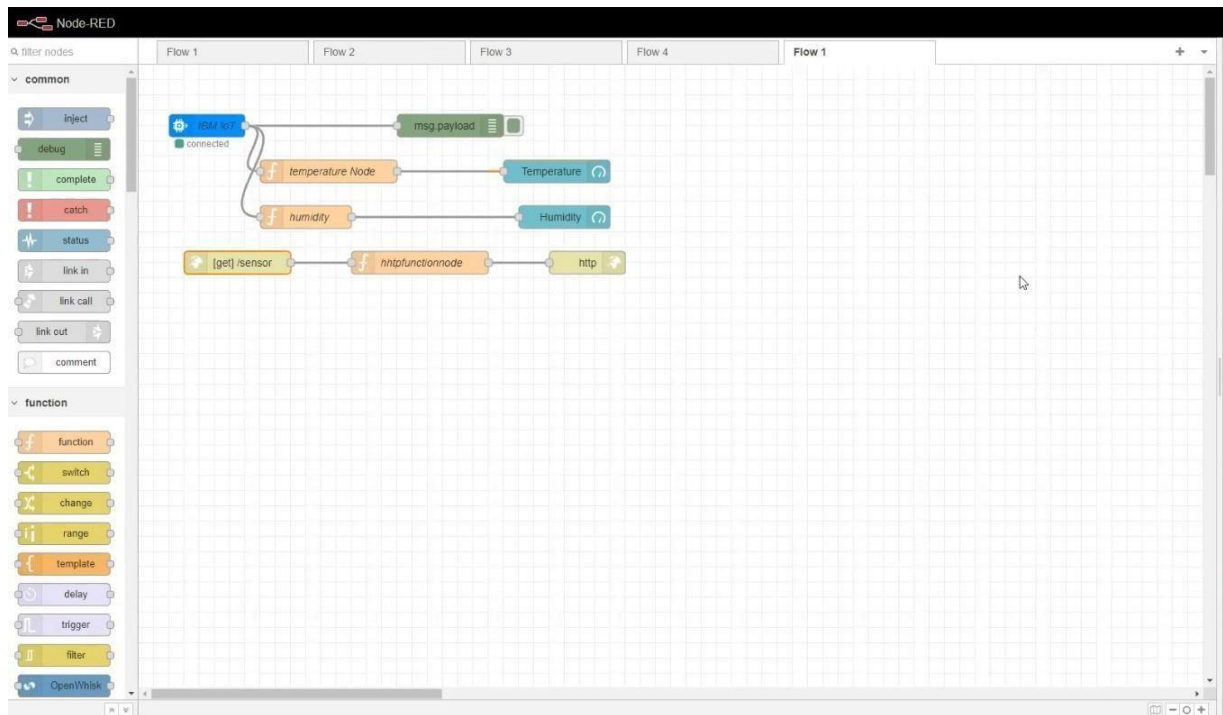 Node-RED
filter nodes
Flow 1
Flow 2
Flow 3
Flow 4
Flow 1
common
inject
debug
complete
catch
status
link in
link call
link out
comment
function
function
switch
change
range
template
delay
trigger
filter
OpenWhisk
IBM IoT
connected
msg.payload
temperature Node
Temperature
humidity
Humidity
[get] /sensor
hhtpfunctionnode
http